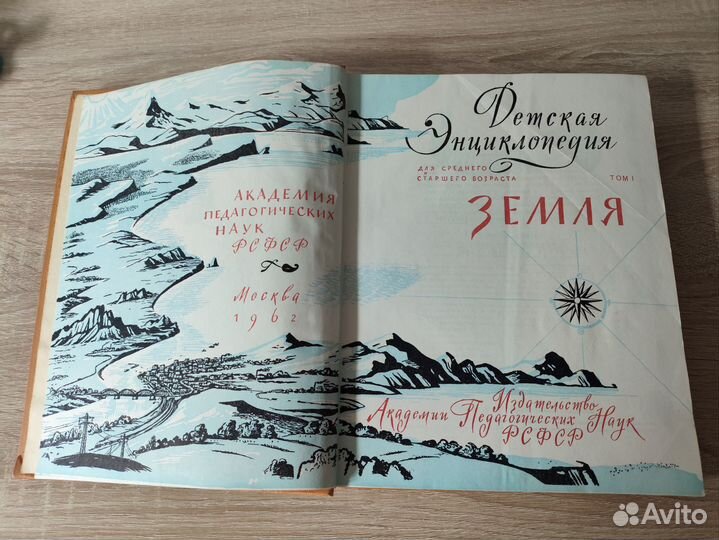 АКАДЕМИЯ
ПЕДАГОГИЧЕСКИХ
НАУК
РСФСР
Москва
1962
Детская
Энциклопедия
ДЛЯ СРЕДНЕГО
И
СТАРШЕГО ВОЗРАСТА
ТОМ I
ЗЕМЛЯ
Издательство
Академии Педагогических Наук
РСФСР
Avito